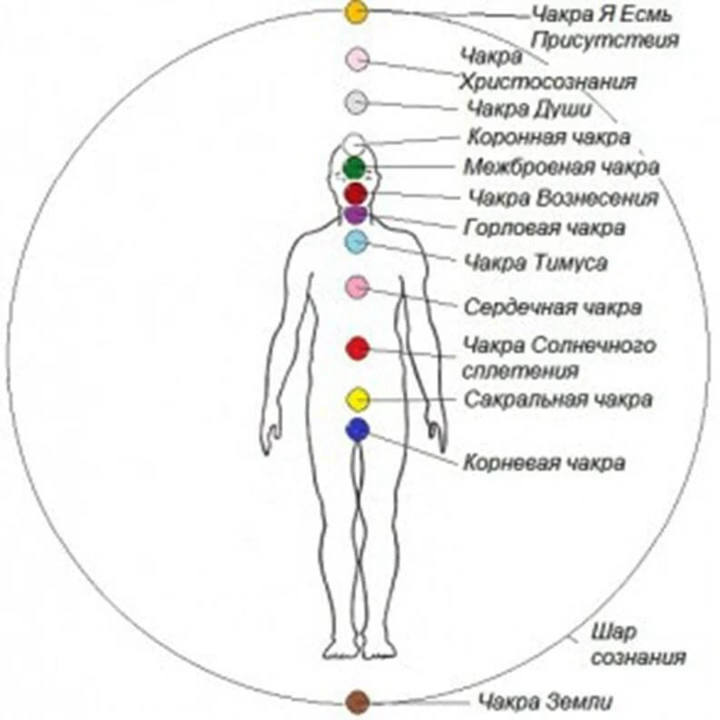 Чакра Я Есмь
Присутствия
Чакра
Христосознания
Чакра Души
Коронная чакра
Межбровная чакра
Чакра Вознесения
Горловая чакра
Чакра Тимуса
Сердечная чакра
Чакра Солнечного
сплетения
Сакральная чакра
Корневая чакра
Шар
сознания
Чакра Земли